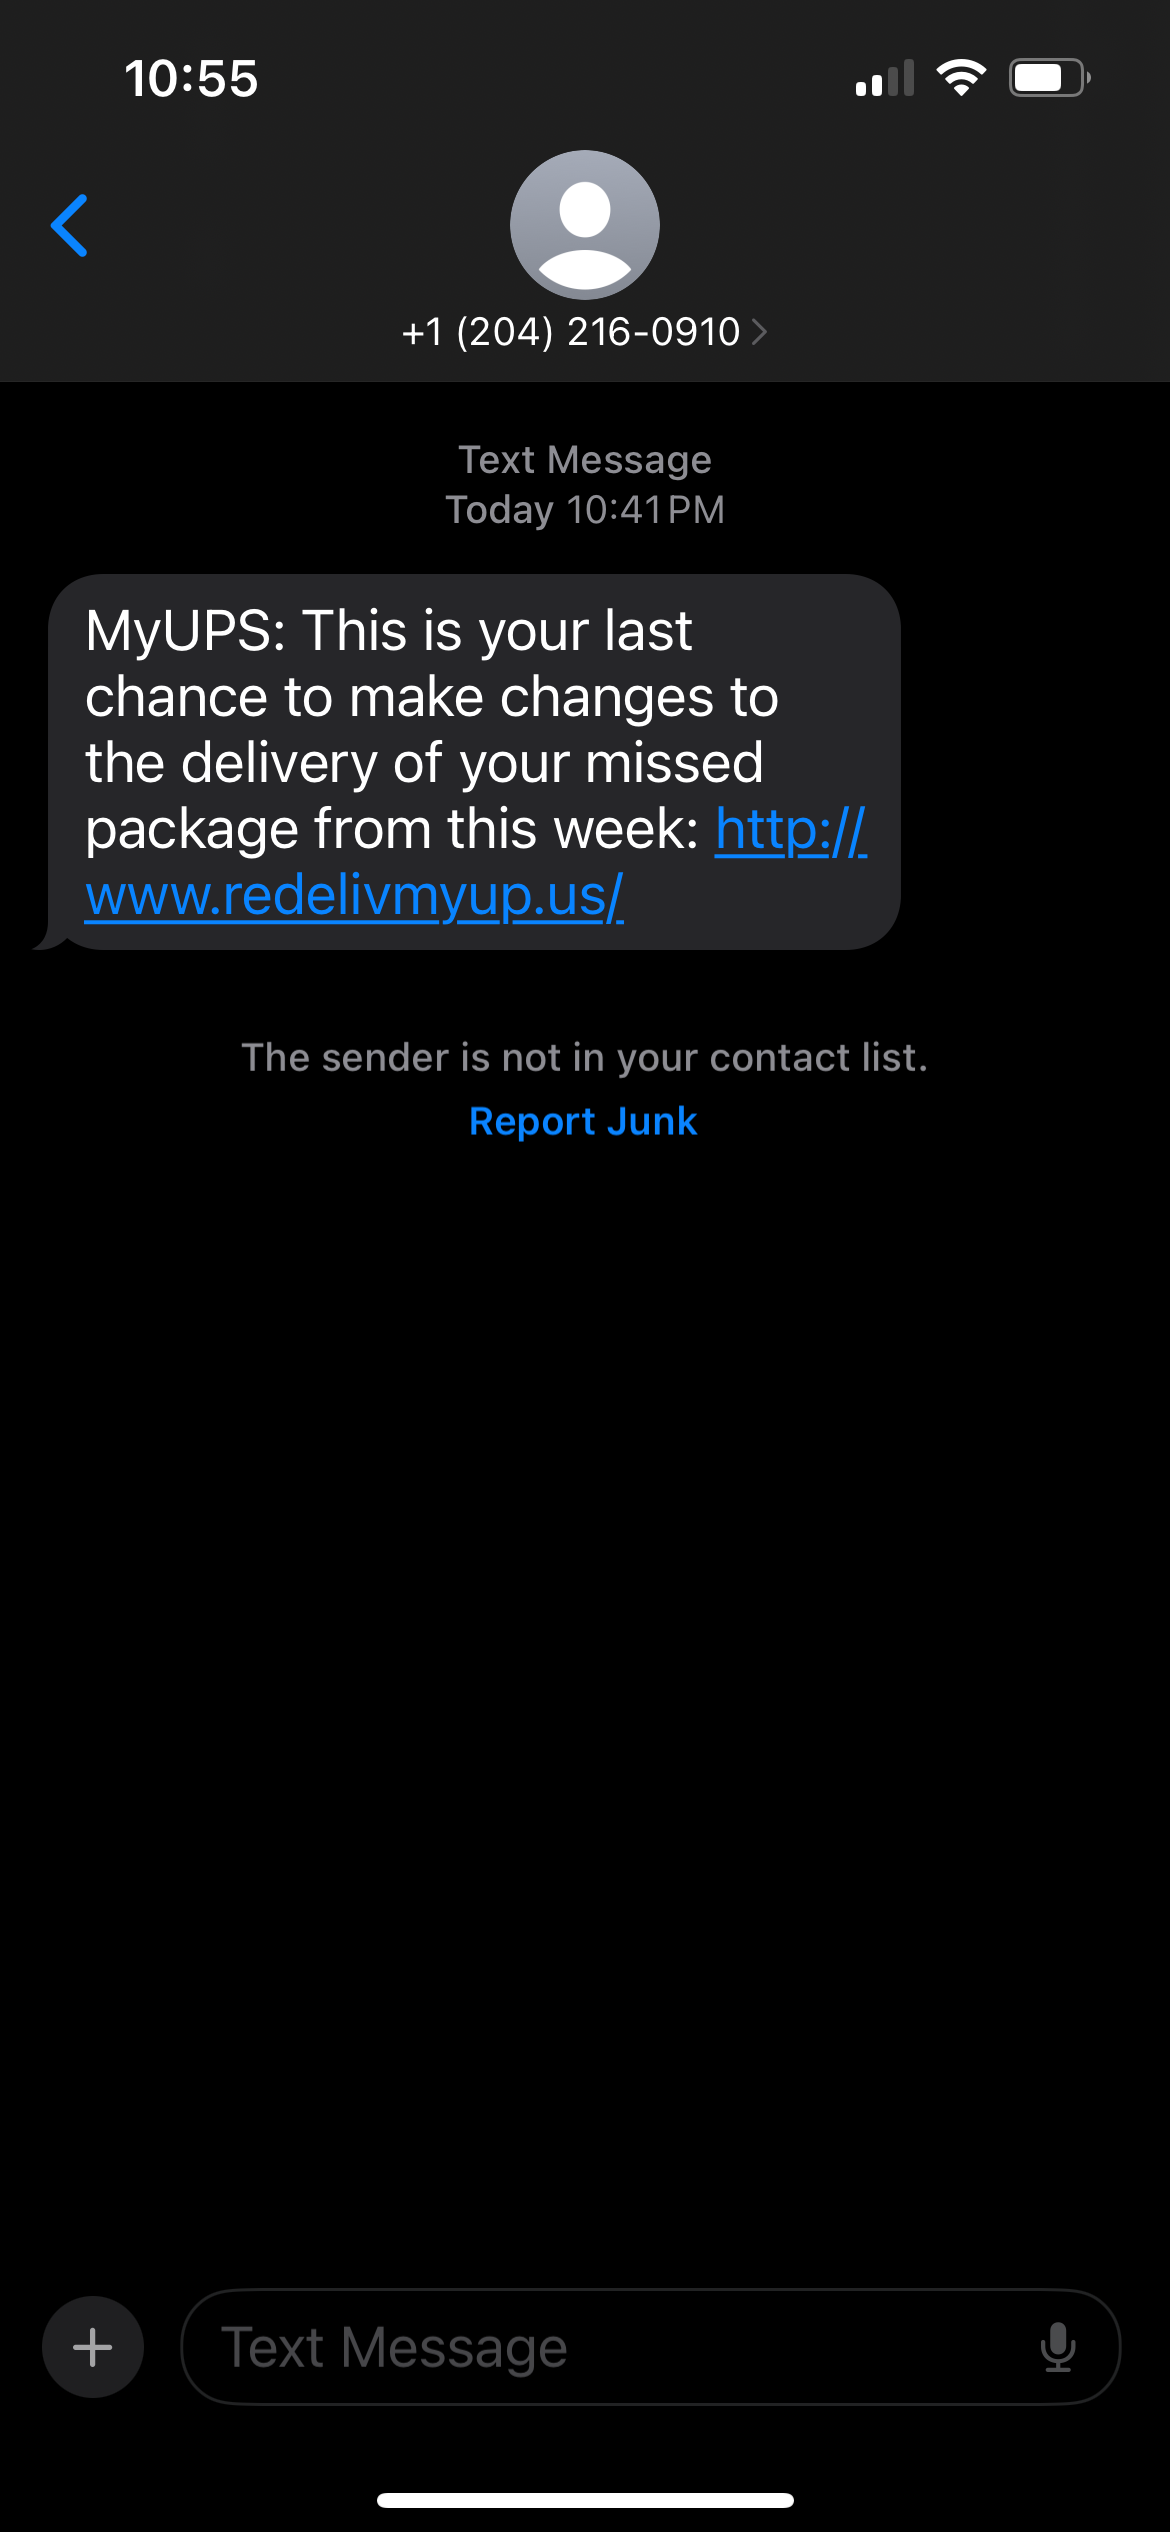 10:55
+1 (204) 216-0910
Text Message
Today 10:41 PM
MyUPS: This is your last
chance to make changes to
the delivery of your missed
package from this week: http://
www.redelivmyup.us/
The sender is not in your contact list.
Report Junk
Text Message